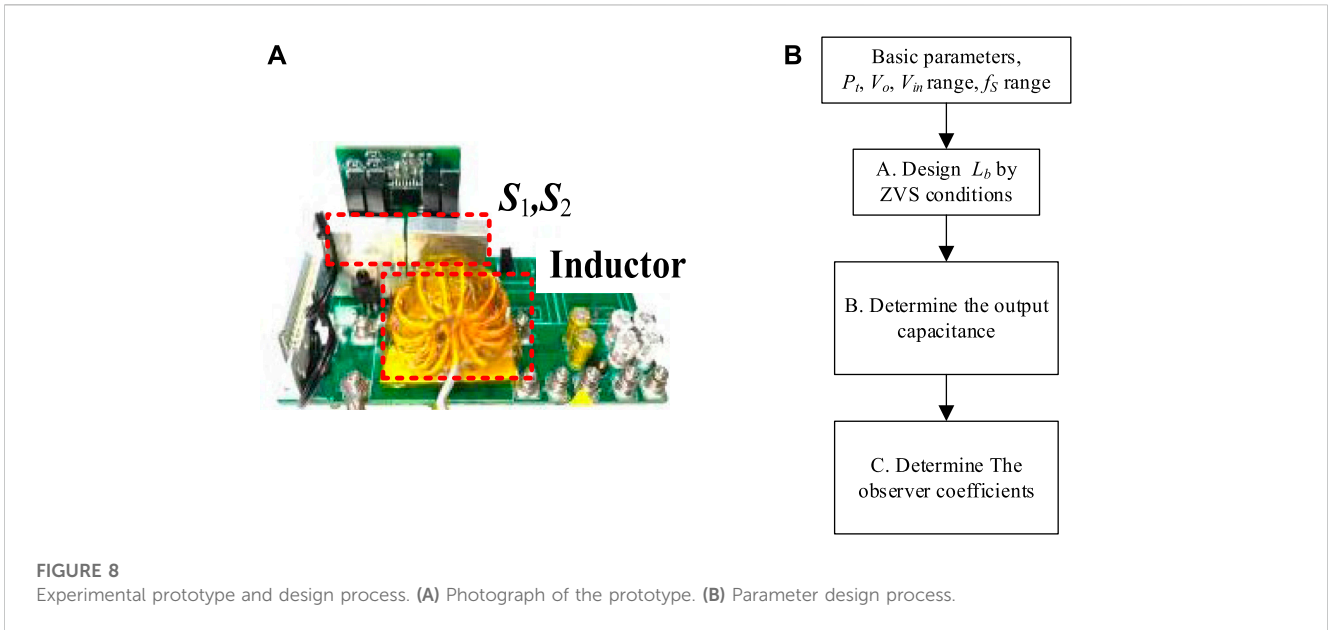 A
S1,S2
Inductor
B
Basic parameters,
Pt, Vo, Vin range, fS range
A. Design Lb by
ZVS conditions
B. Determine the output
capacitance
C. Determine The
observer coefficients
FIGURE 8
Experimental prototype and design process. (A) Photograph of the prototype. (B) Parameter design process.